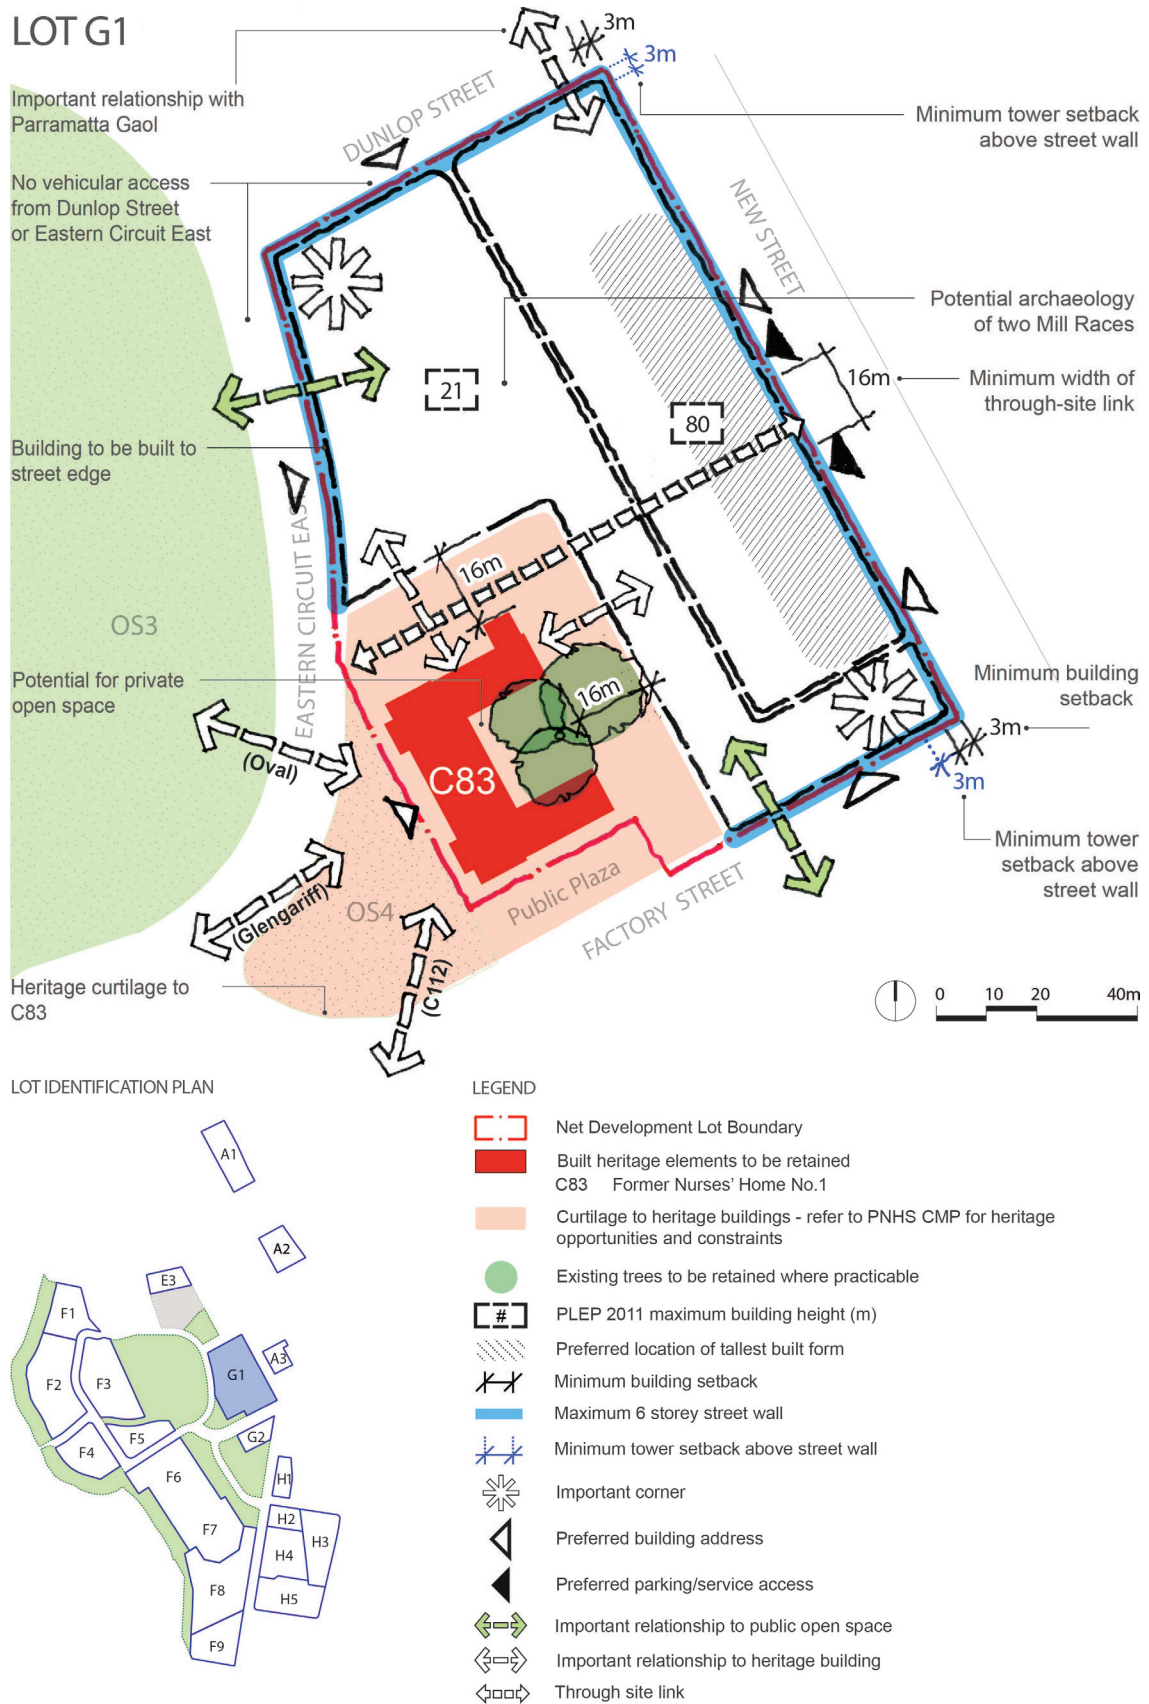 LOT G1
3m
3m
Important relationship with
Parramatta Gaol
DUNLOP STREET
Minimum tower setback
above street wall
No vehicular access
from Dunlop Street
or Eastern Circuit East
NEW STREET
Potential archaeology
of two Mill Races
21
80
16m
Minimum width of
through-site link
Building to be built to
street edge
EASTERN CIRCUIT EAS
16m
OS3
Potential for private
open space
16m
Minimum building
setback
(Oval)
C83
3m
3m
Minimum tower
setback above
street wall
Public Plaza
FACTORY STREET
(Glengariff)
OS4
(C112)
Heritage curtilage to
C83
0 10 20 40m
LOT IDENTIFICATION PLAN
A1
A2
E3
F1
G1
A3
F2
F3
F5
F4
G2
F6
H1
F7
H2
H3
H4
F8
H5
F9
LEGEND
Net Development Lot Boundary
Built heritage elements to be retained
C83 Former Nurses' Home No.1
Curtilage to heritage buildings - refer to PNHS CMP for heritage
opportunities and constraints
Existing trees to be retained where practicable
# PLEP 2011 maximum building height (m)
Preferred location of tallest built form
Minimum building setback
Maximum 6 storey street wall
Minimum tower setback above street wall
Important corner
Preferred building address
Preferred parking/service access
Important relationship to public open space
Important relationship to heritage building
Through site link